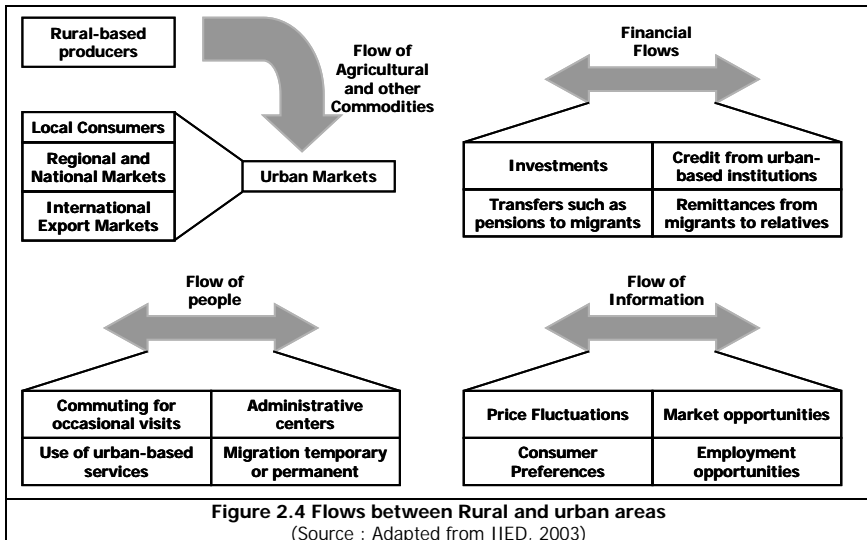 Rural-based
producers
Flow of
Agricultural
and other
Commodities
Local Consumers
Regional and
National Markets
International
Export Markets
Urban Markets
Financial
Flows
Investments
Credit from urban-
based institutions
Transfers such as
pensions to migrants
Remittances from
migrants to relatives
Flow of
people
Commuting for
occasional visits
Administrative
centers
Use of urban-based
services
Migration temporary
or permanent
Flow of
Information
Price Fluctuations
Market opportunities
Consumer
Preferences
Employment
opportunities
Figure 2.4 Flows between Rural and urban areas
(Source : Adapted from IIED, 2003)